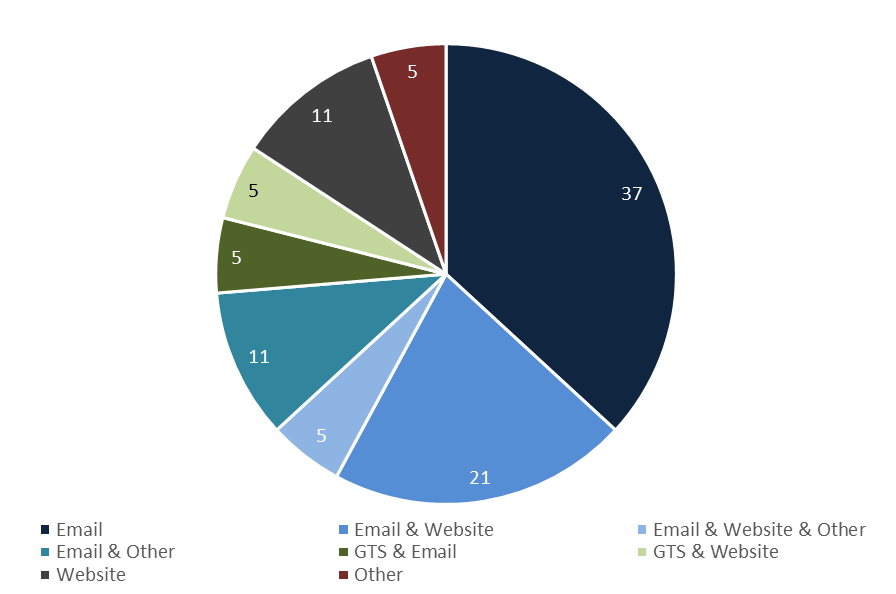 5
11
37
5
5
11
5
21
Email
Email & Website
Email & Website & Other
Email & Other
GTS & Email
GTS & Website
Website
Other